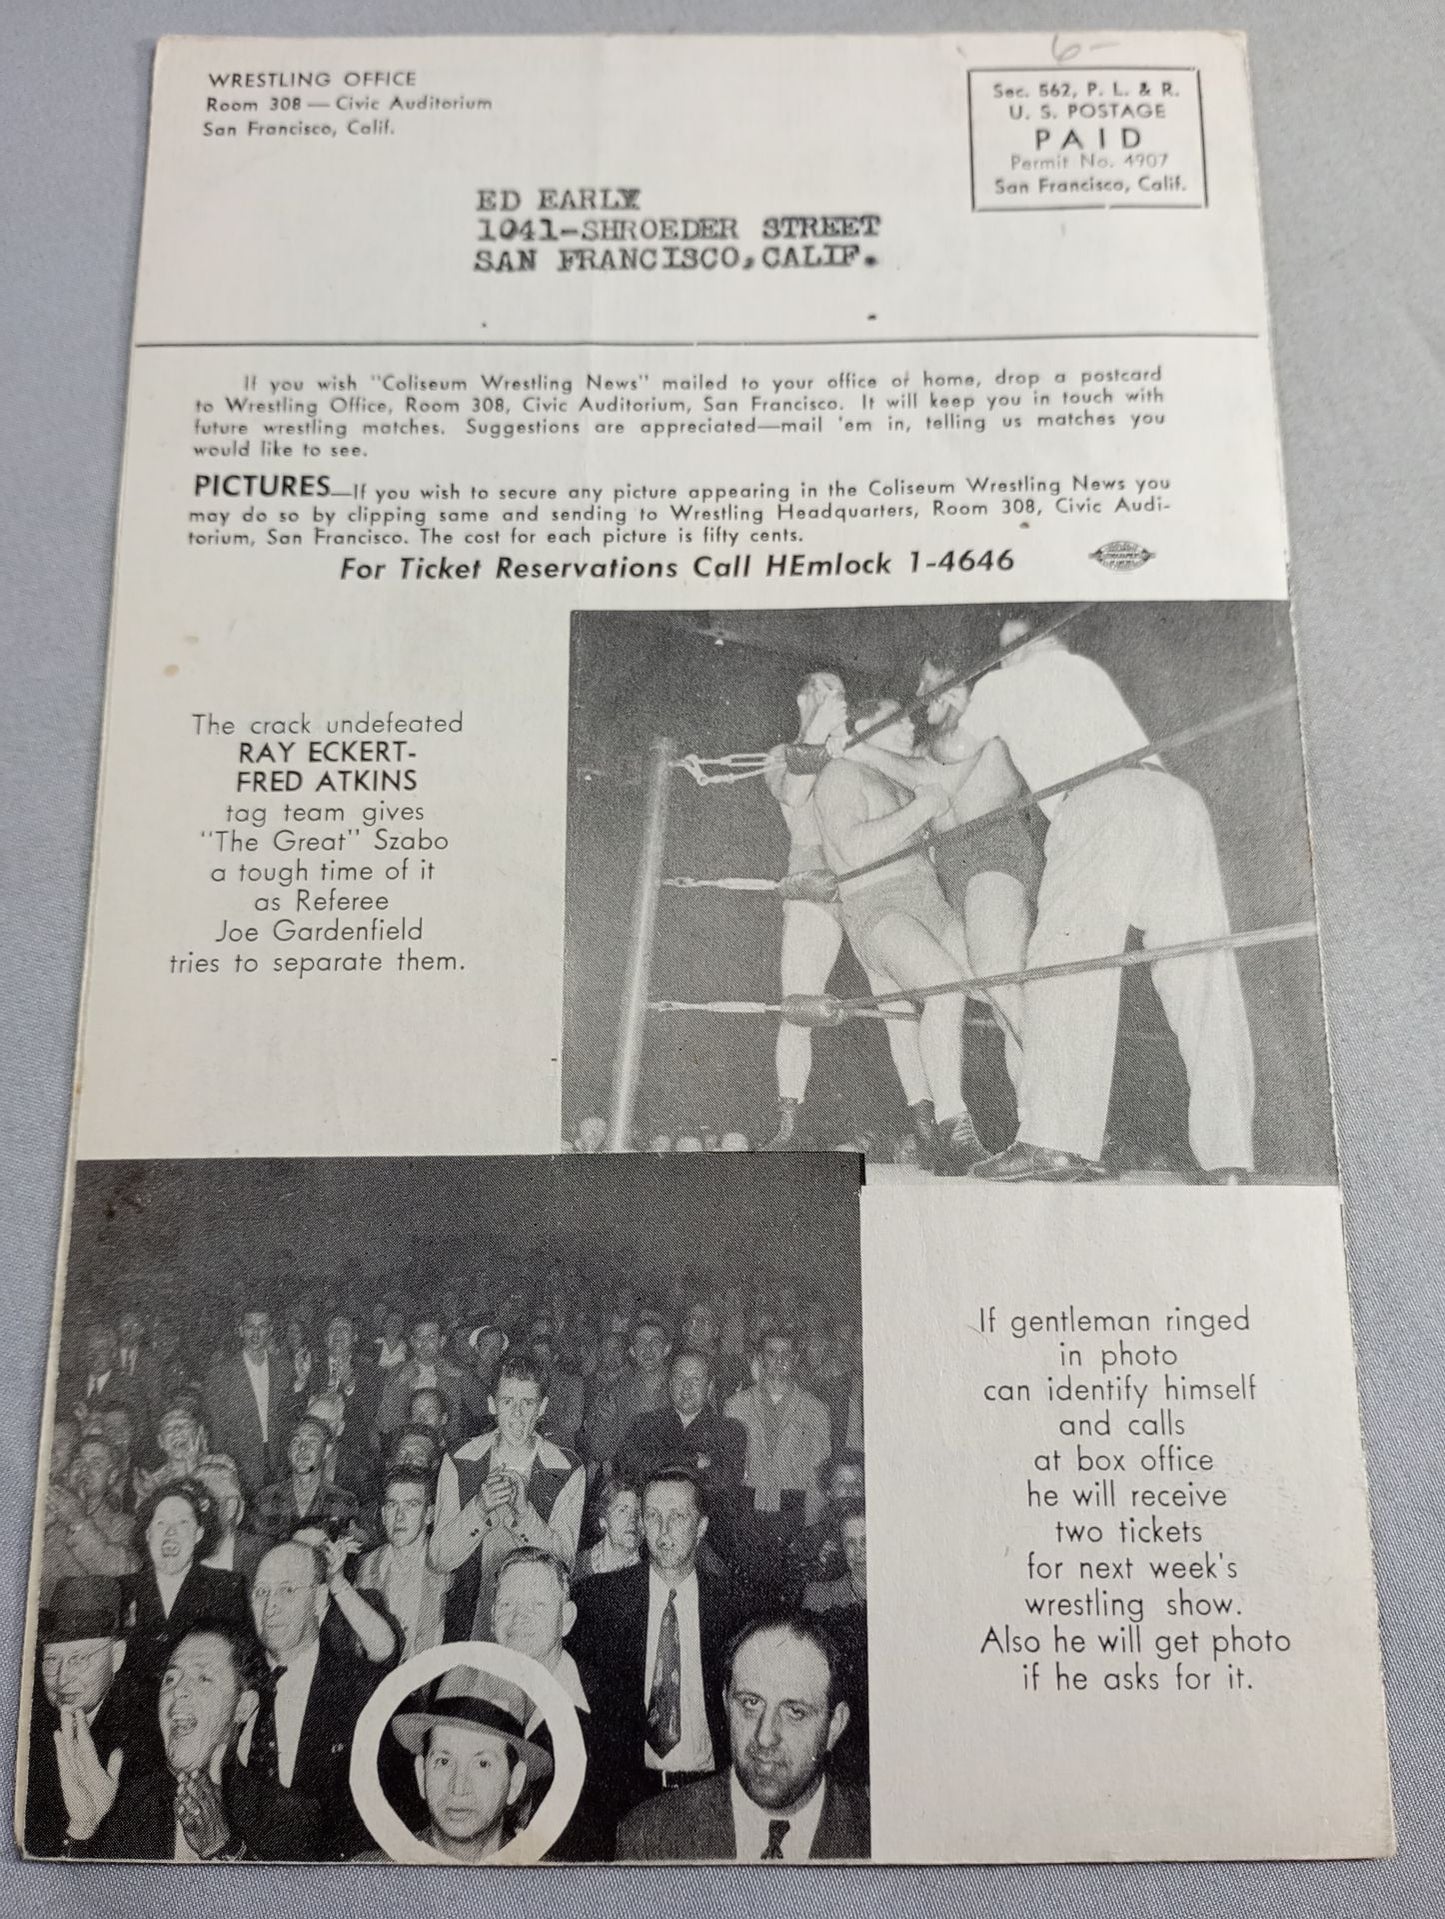 6-
WRESTLING OFFICE
Room 308 — Civic Auditorium
San Francisco, Calif.
Sec. 562, P. L. & R.
U. S. POSTAGE
PAID
Permit No. 4907
San Francisco, Calif.
ED EARLY
1041-SHROEDER STREET
SAN FRANCISCO, CALIF.
If you wish "Coliseum Wrestling News" mailed to your office or home, drop a postcard
to Wrestling Office, Room 308, Civic Auditorium, San Francisco. It will keep you in touch with
future wrestling matches. Suggestions are appreciated—mail 'em in, telling us matches you
would like to see.
PICTURES—If you wish to secure any picture appearing in the Coliseum Wrestling News you
may do so by clipping same and sending to Wrestling Headquarters, Room 308, Civic Audi-
torium, San Francisco. The cost for each picture is fifty cents.
For Ticket Reservations Call HEmlock 1-4646
The crack undefeated
RAY ECKERT-
FRED ATKINS
tag team gives
"The Great" Szabo
a tough time of it
as Referee
Joe Gardenfield
tries to separate them.
If gentleman ringed
in photo
can identify himself
and calls
at box office
he will receive
two tickets
for next week's
wrestling show.
Also he will get photo
if he asks for it.